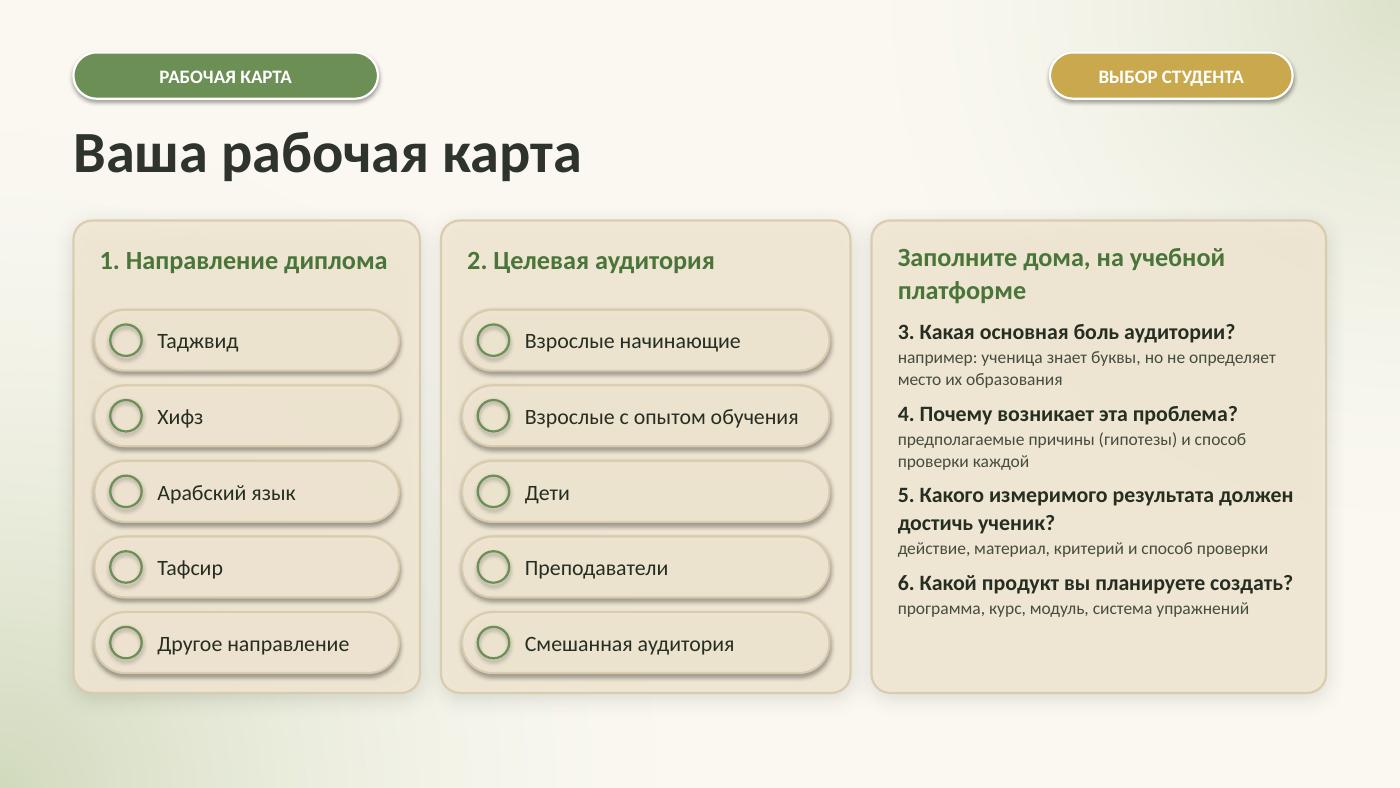 РАБОЧАЯ КАРТА
ВЫБОР СТУДЕНТА
Ваша рабочая карта
1. Направление диплома
Таджвид
Хифз
Арабский язык
Тафсир
Другое направление
2. Целевая аудитория
Взрослые начинающие
Взрослые с опытом обучения
Дети
Преподаватели
Смешанная аудитория
Заполните дома, на учебной
платформе
3. Какая основная боль аудитории?
например: ученица знает буквы, но не определяет
место их образования
4. Почему возникает эта проблема?
предполагаемые причины (гипотезы) и способ
проверки каждой
5. Какого измеримого результата должен
достичь ученик?
действие, материал, критерий и способ проверки
6. Какой продукт вы планируете создать?
программа, курс, модуль, система упражнений